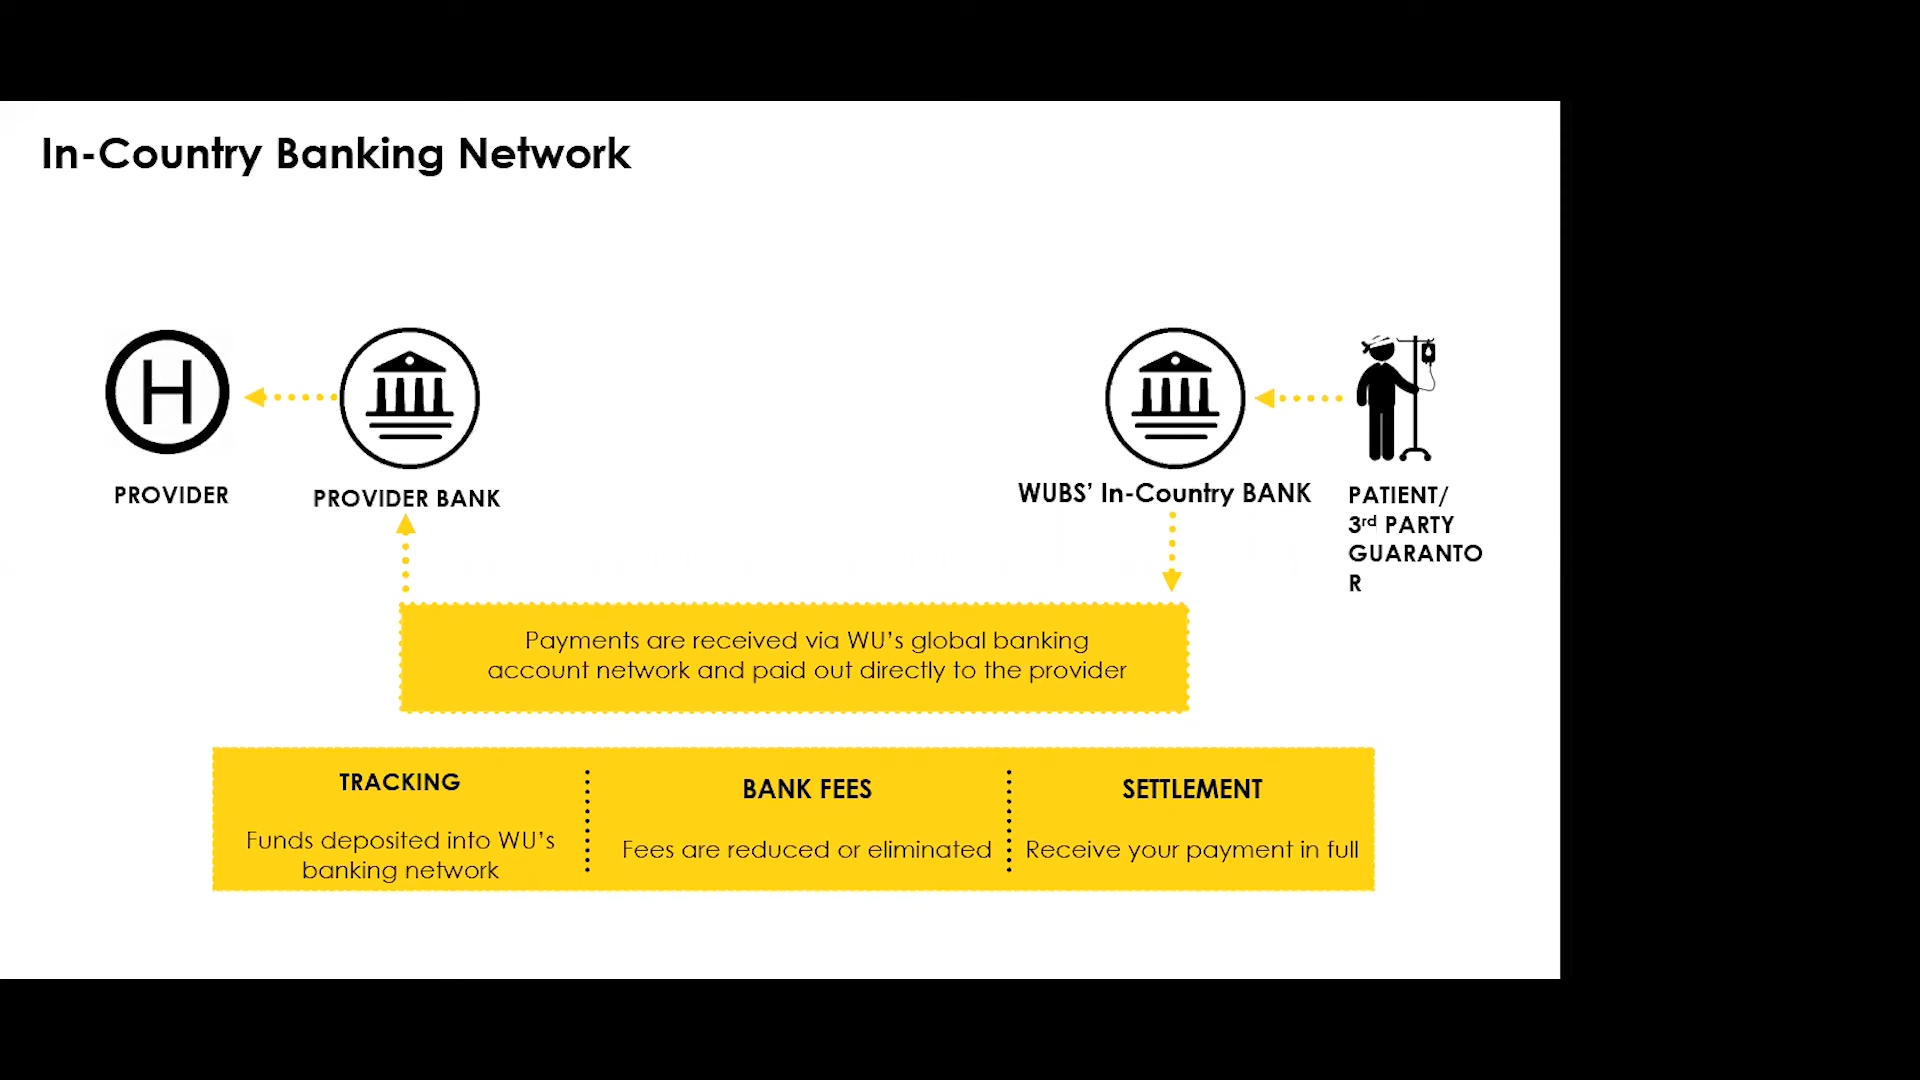 In-Country Banking Network
H
PROVIDER
PROVIDER BANK
WUBS’ In-Country BANK
PATIENT/
3rd PARTY
GUARANTO
R
Payments are received via WU’s global banking
account network and paid out directly to the provider
TRACKING
Funds deposited into WU’s
banking network
BANK FEES
Fees are reduced or eliminated
SETTLEMENT
Receive your payment in full